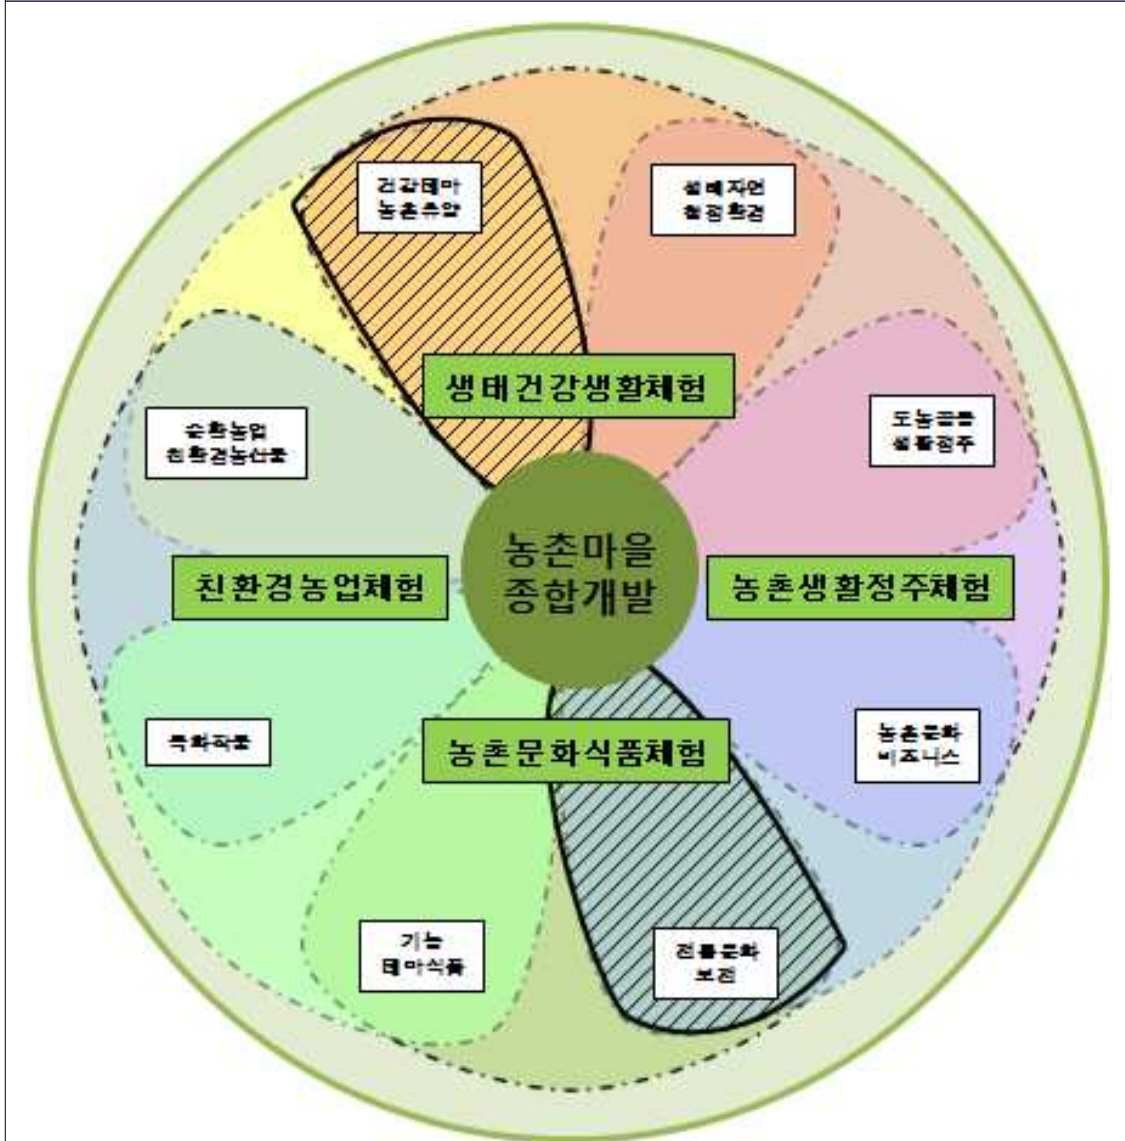 건강테마
농촌휴양
생태자연
청정환경
생태건강생활체험
순환농업
친환경농산물
도농공동
생활정주
농촌마을
종합개발
친환경농업체험
농촌생활정주체험
특화작물
농촌문화식품체험
농촌문화
비즈니스
기능
테마식품
전통문화
보전